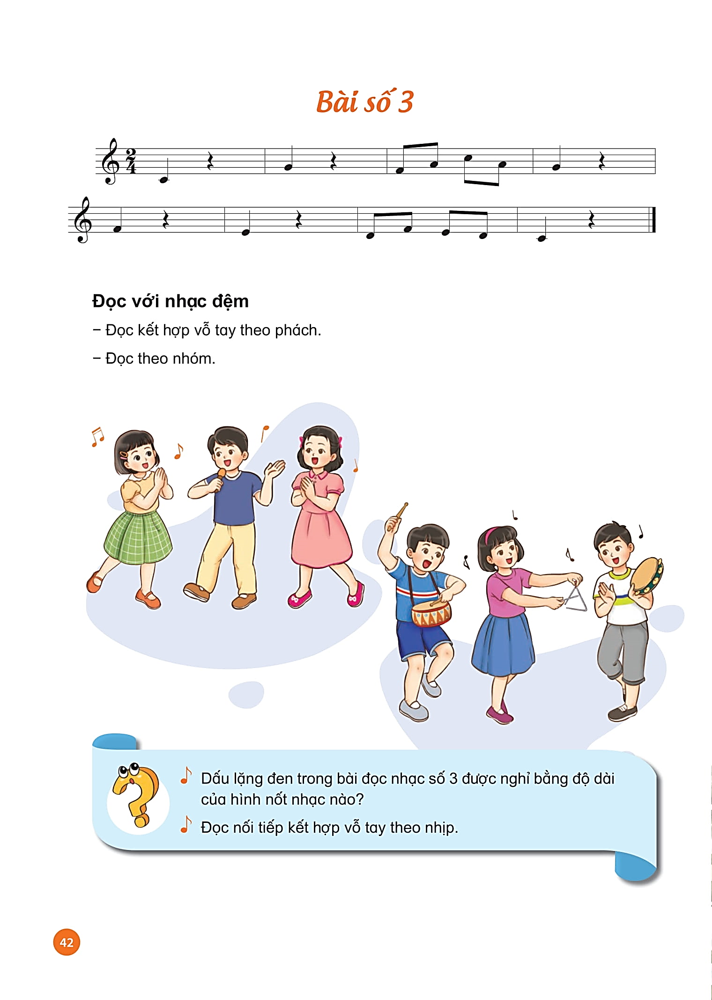 Bài số 3
2
4
Đọc với nhạc đệm
– Đọc kết hợp vỗ tay theo phách.
– Đọc theo nhóm.
Dấu lặng đen trong bài đọc nhạc số 3 được nghỉ bằng độ dài
của hình nốt nhạc nào?
Đọc nối tiếp kết hợp vỗ tay theo nhịp.
42